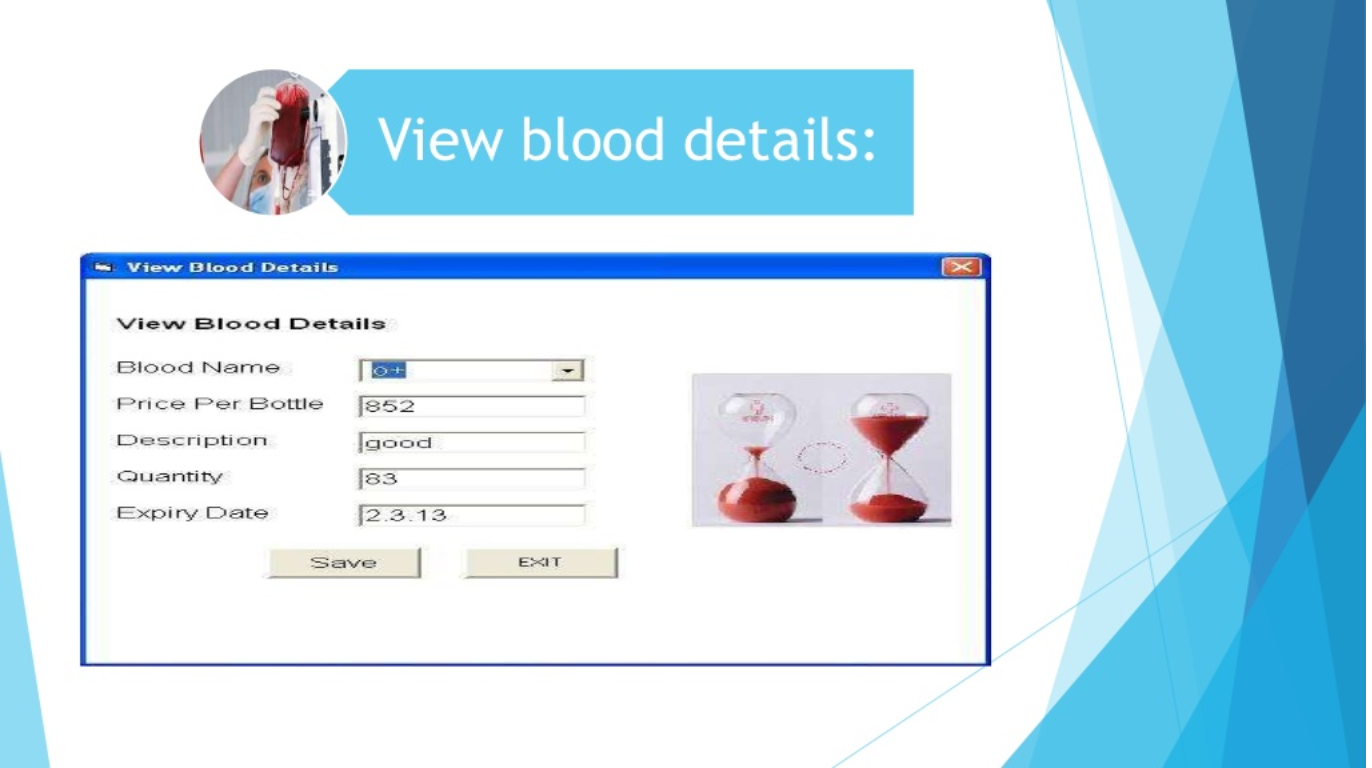 View blood details:
View Blood Details
View Blood Details
Blood Name o+
Price Per Bottle 852
Description good
Quantity 83
Expiry Date 2.3.13
Save EXIT